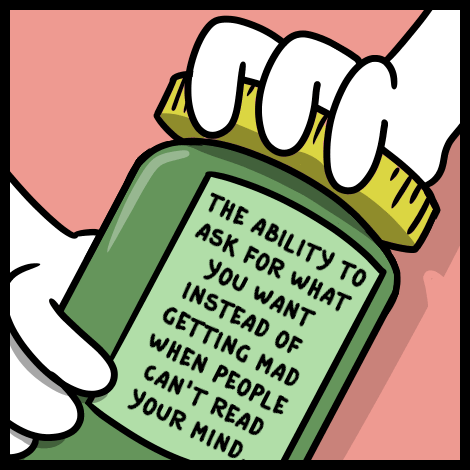 THE ABILITY TO
ASK FOR WHAT
YOU WANT
INSTEAD OF
GETTING MAD
WHEN PEOPLE
CAN'T READ
YOUR MIND